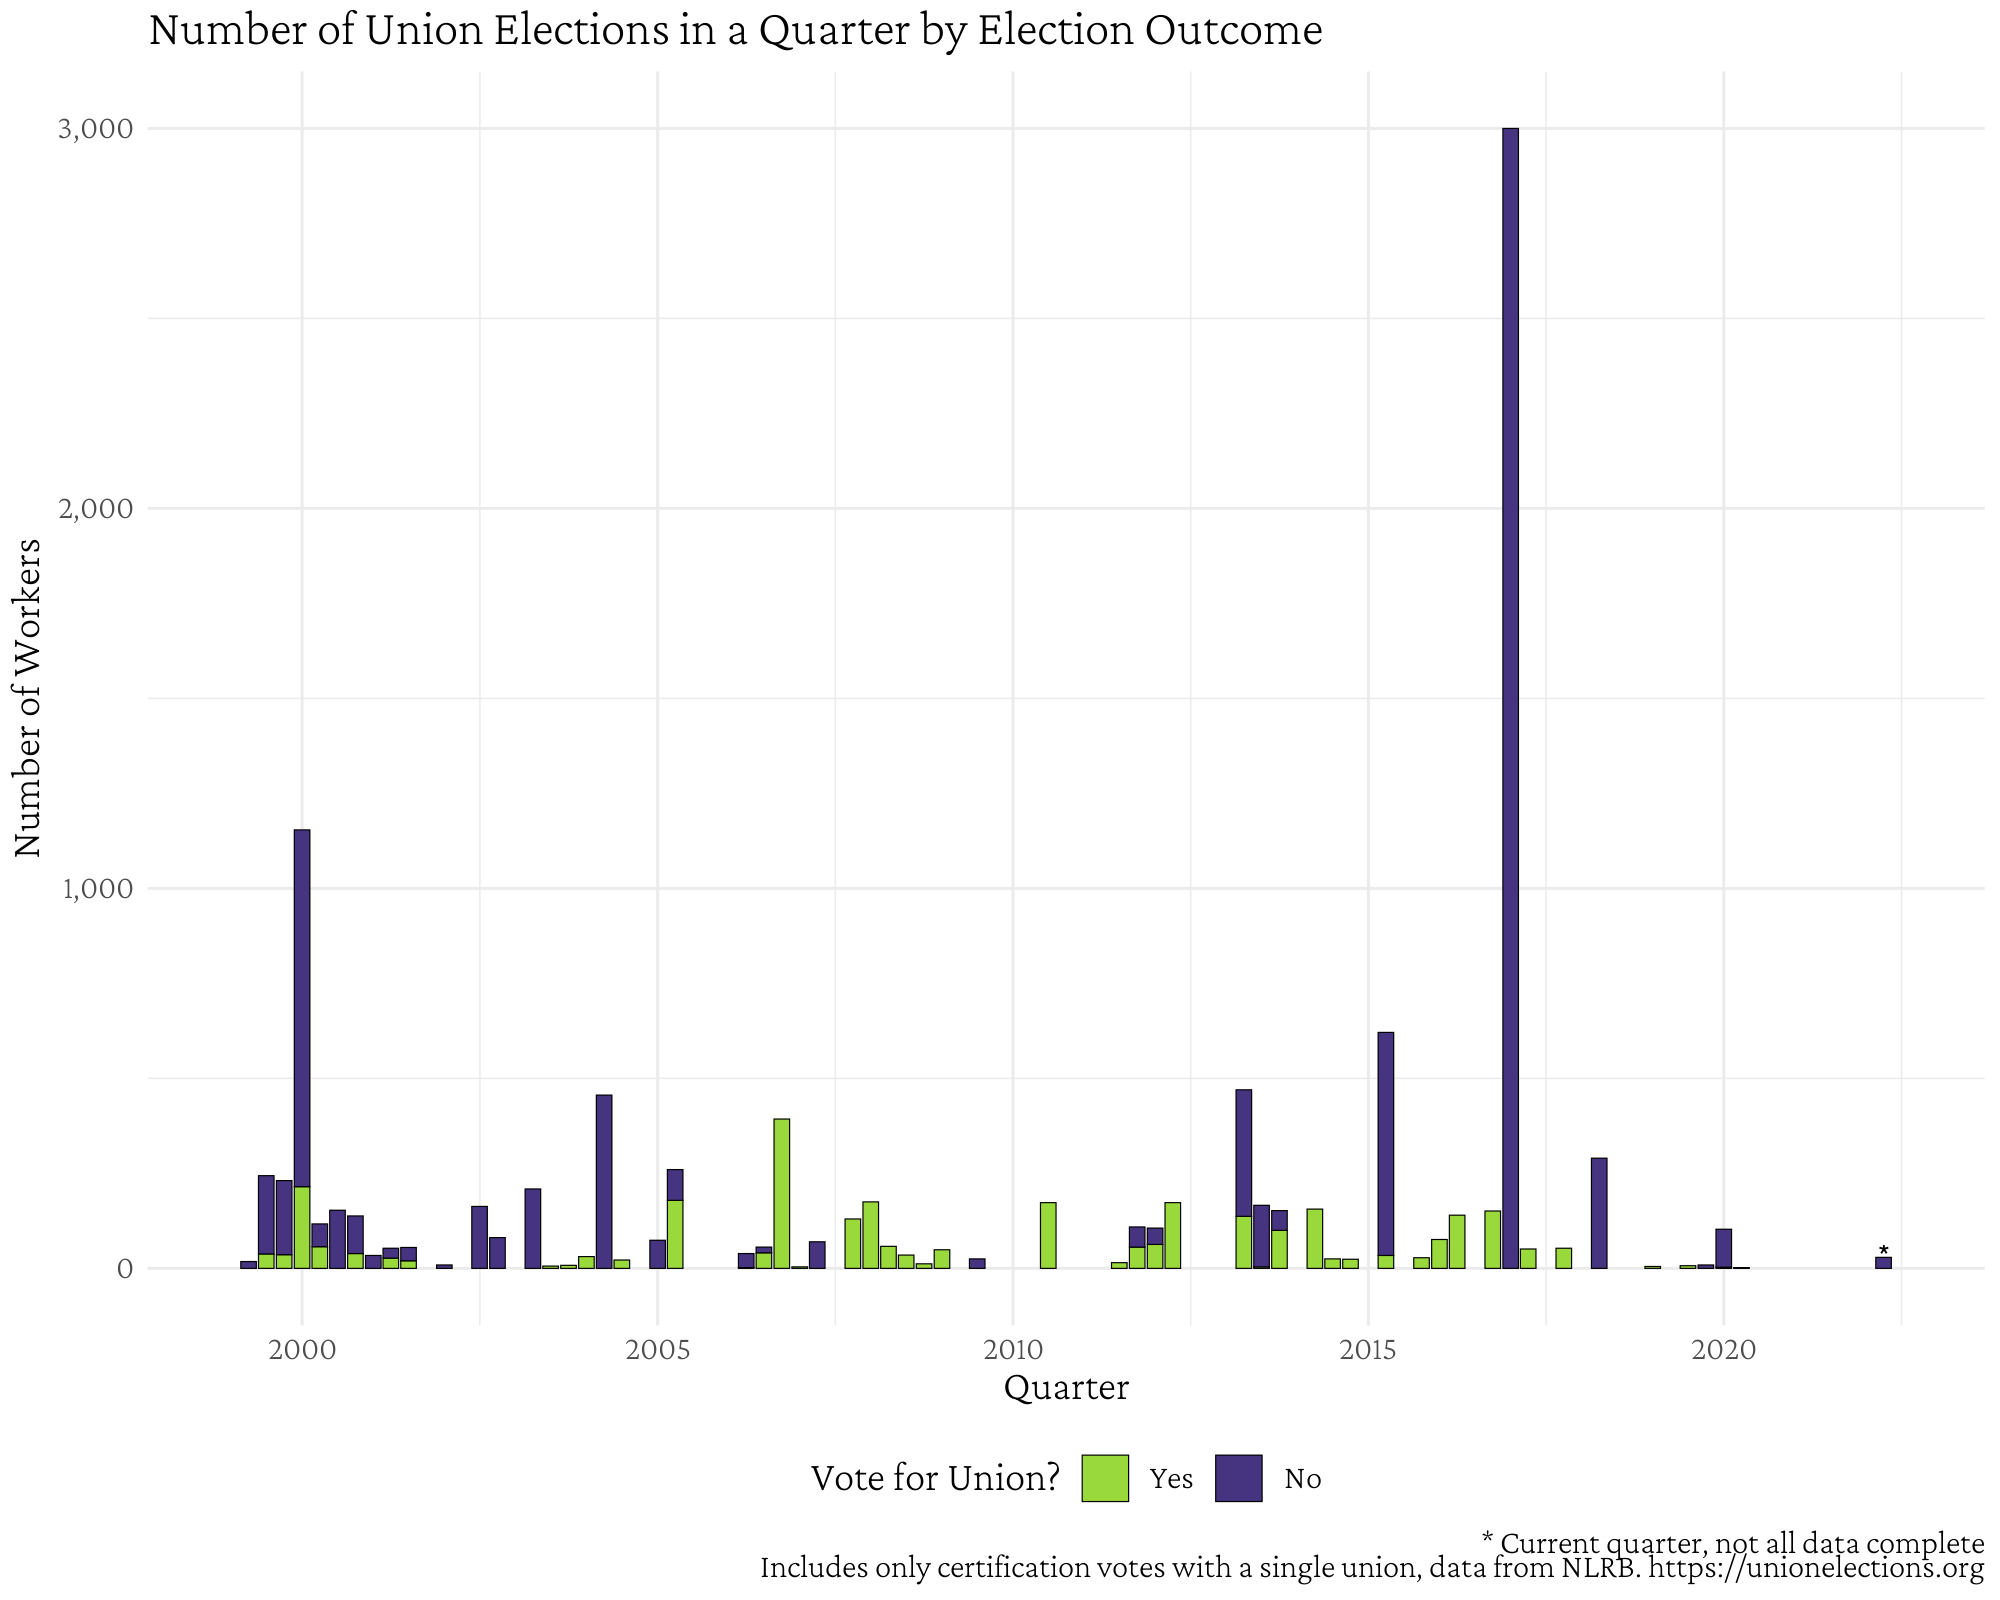 Number of Union Elections in a Quarter by Election Outcome
Number of Workers
3,000
2,000
1,000
0
*
2000 2005 2010 2015 2020
Quarter
Vote for Union? Yes No
* Current quarter, not all data complete
Includes only certification votes with a single union, data from NLRB. https://unionelections.org